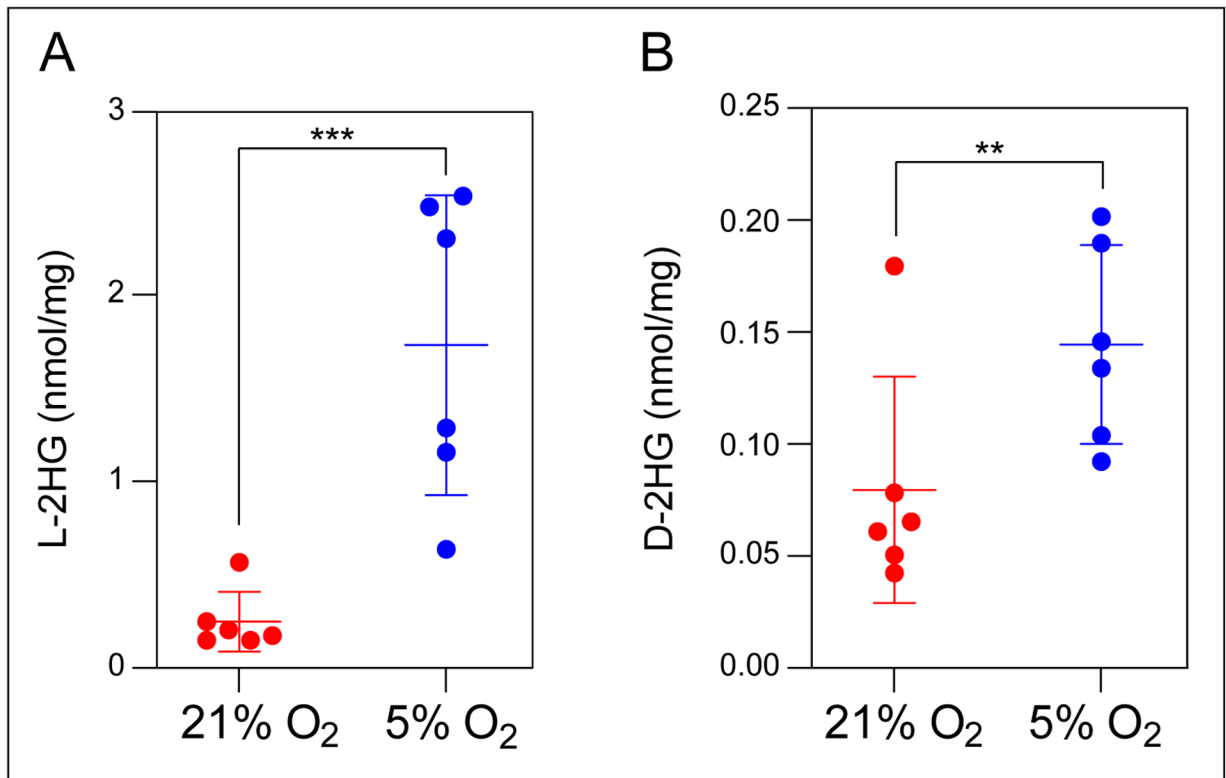 A
L-2HG (nmol/mg)
3
2
1
0
***
21% O₂
5% O₂
B
D-2HG (nmol/mg)
0.25
0.20
0.15
0.10
0.05
0.00
**
21% O₂
5% O₂